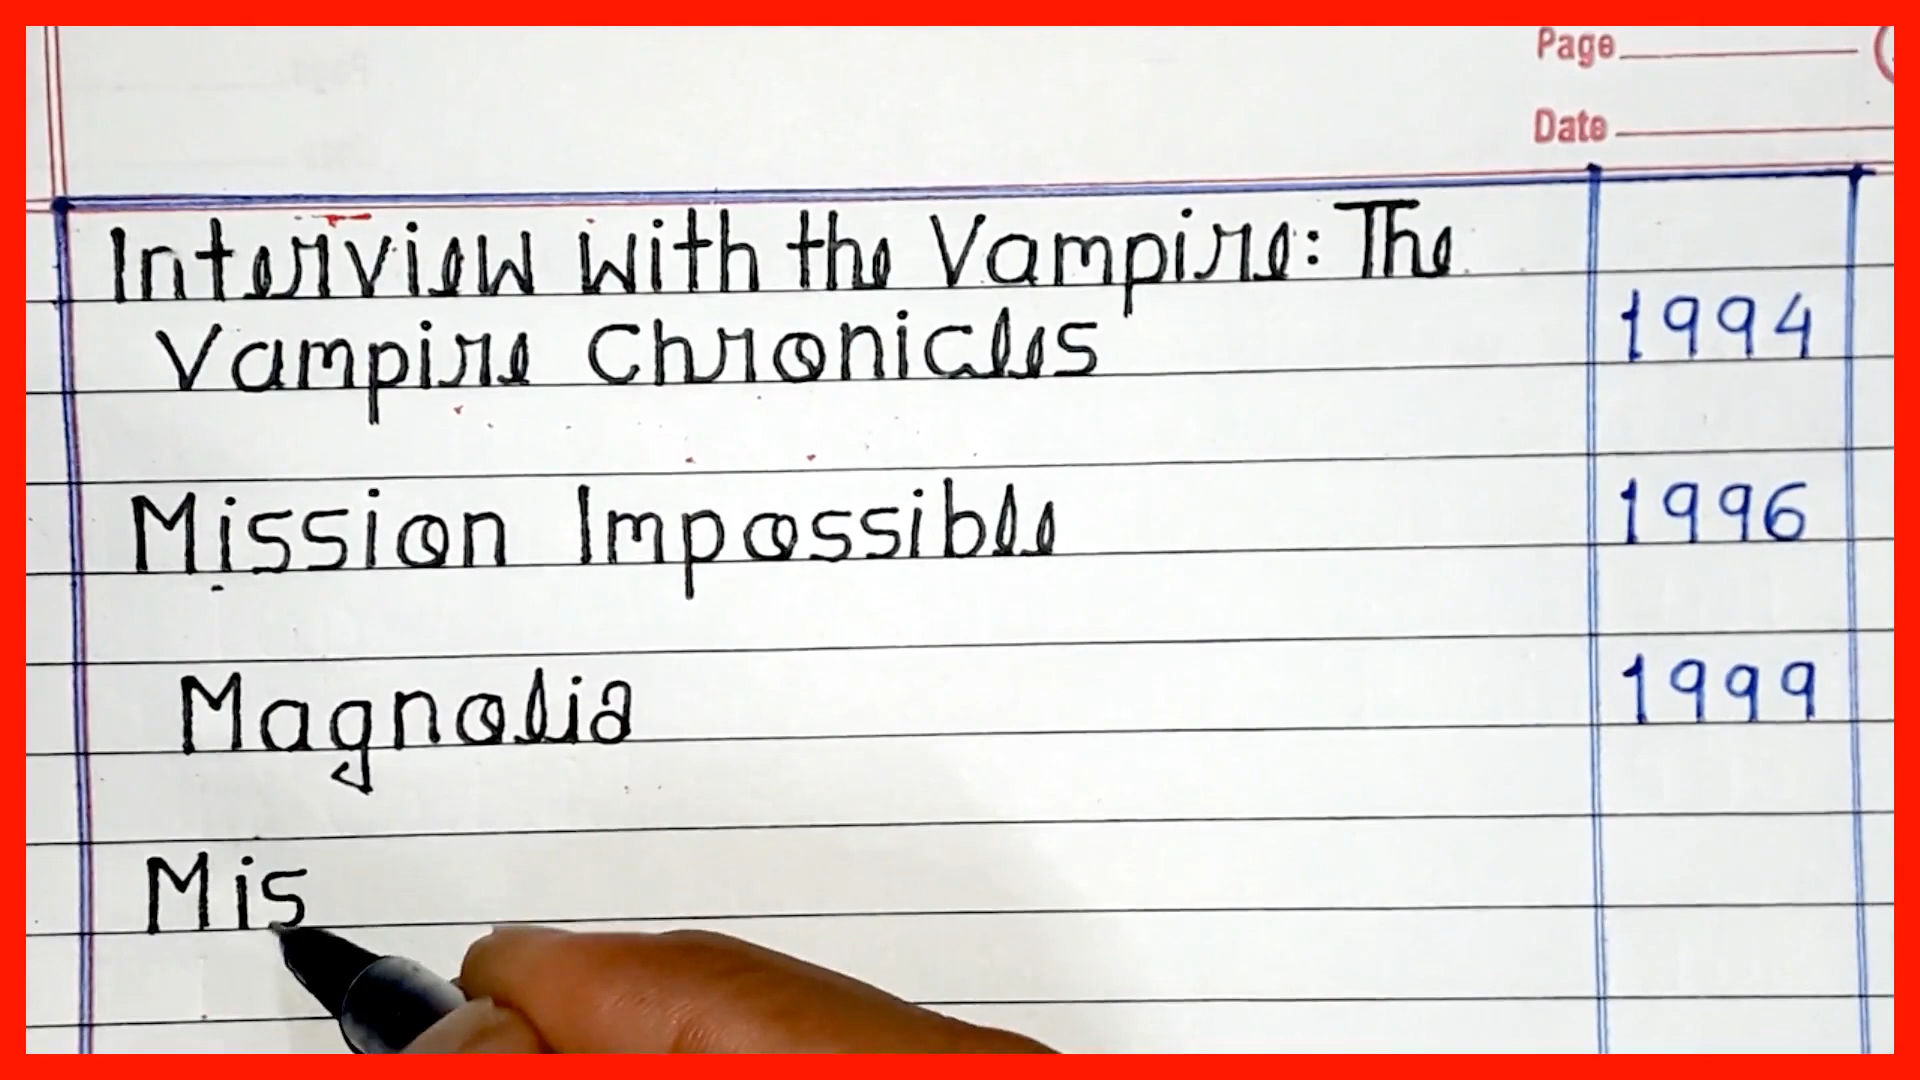 Page
Date
Interview with the Vampire: The
Vampire Chronicles 1994
Mission Impossible 1996
Magnolia 1999
Mis